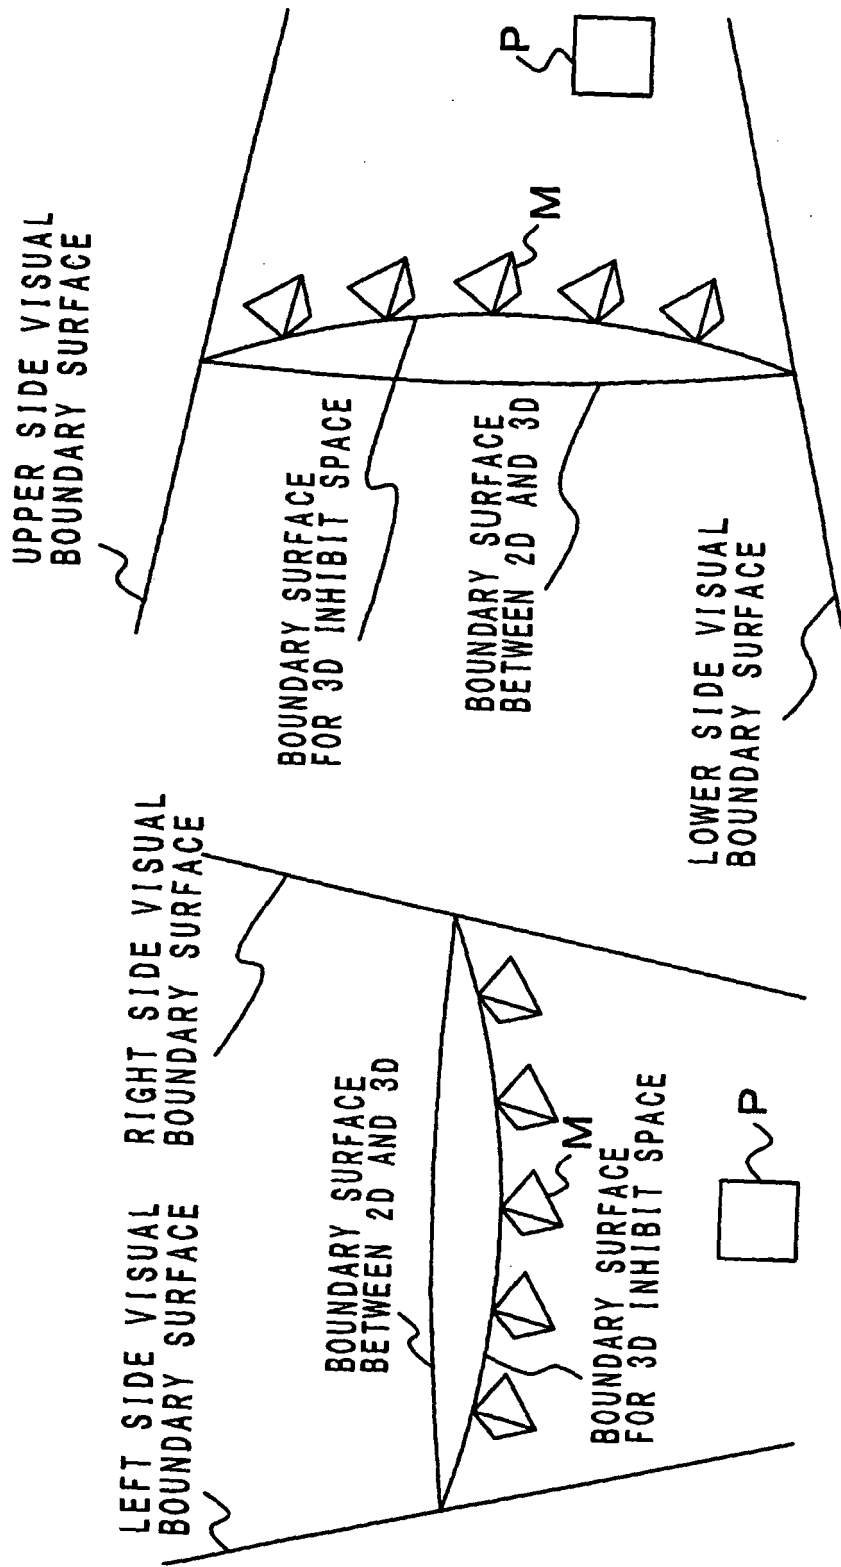 LEFT SIDE VISUAL
BOUNDARY SURFACE
RIGHT SIDE VISUAL
BOUNDARY SURFACE
BOUNDARY SURFACE
BETWEEN 2D AND 3D
M
BOUNDARY SURFACE
FOR 3D INHIBIT SPACE
P
UPPER SIDE VISUAL
BOUNDARY SURFACE
BOUNDARY SURFACE
FOR 3D INHIBIT SPACE
M
P
BOUNDARY SURFACE
BETWEEN 2D AND 3D
LOWER SIDE VISUAL
BOUNDARY SURFACE